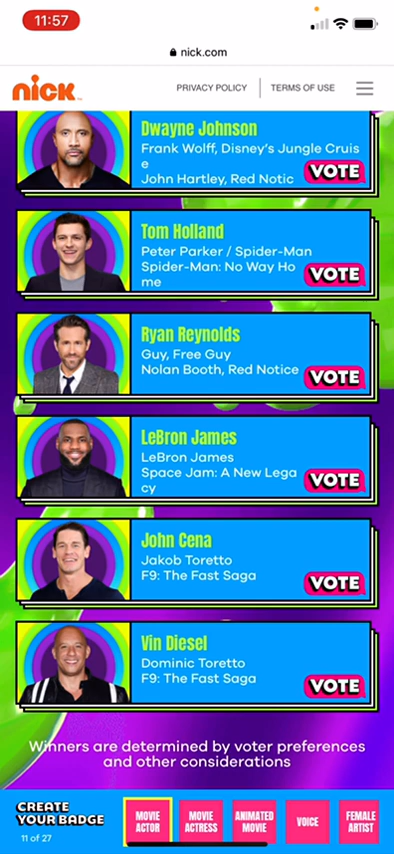 11:57
nick.com
nick
PRIVACY POLICY
TERMS OF USE
Dwayne Johnson
Frank Wolff, Disney's Jungle Cruis
e
John Hartley, Red Notic
VOTE
Tom Holland
Peter Parker / Spider-Man
Spider-Man: No Way Ho
me
VOTE
Ryan Reynolds
Guy, Free Guy
Nolan Booth, Red Notice
VOTE
LeBron James
LeBron James
Space Jam: A New Lega
cy
VOTE
John Cena
Jakob Toretto
F9: The Fast Saga
VOTE
Vin Diesel
Dominic Toretto
F9: The Fast Saga
VOTE
Winners are determined by voter preferences
and other considerations
CREATE
YOUR BADGE
11 of 27
MOVIE
ACTOR
MOVIE
ACTRESS
ANIMATED
MOVIE
VOICE
FEMALE
ARTIST